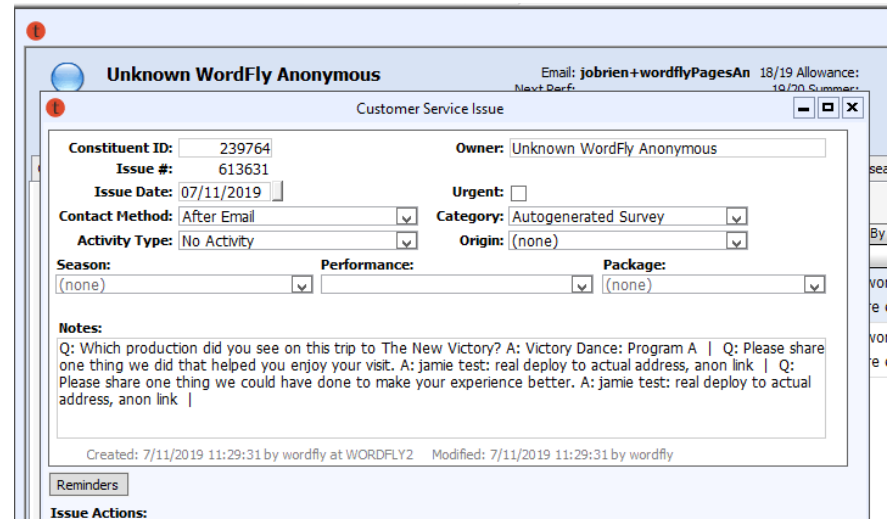 t
Unknown WordFly Anonymous
Email: jobrien+wordflyPagesAn 18/19 Allowance:
Next Perf: 19/20 Summer:
t
Customer Service Issue
Constituent ID: 239764 Owner: Unknown WordFly Anonymous
Issue #: 613631
Issue Date: 07/11/2019 Urgent:
Contact Method: After Email Category: Autogenerated Survey
Activity Type: No Activity Origin: (none)
By
Season: Performance: Package:
(none) (none)
Notes:
Q: Which production did you see on this trip to The New Victory? A: Victory Dance: Program A | Q: Please share
one thing we did that helped you enjoy your visit. A: jamie test: real deploy to actual address, anon link | Q:
Please share one thing we could have done to make your experience better. A: jamie test: real deploy to actual
address, anon link |
Created: 7/11/2019 11:29:31 by wordfly at WORDFLY2 Modified: 7/11/2019 11:29:31 by wordfly
Reminders
Issue Actions: